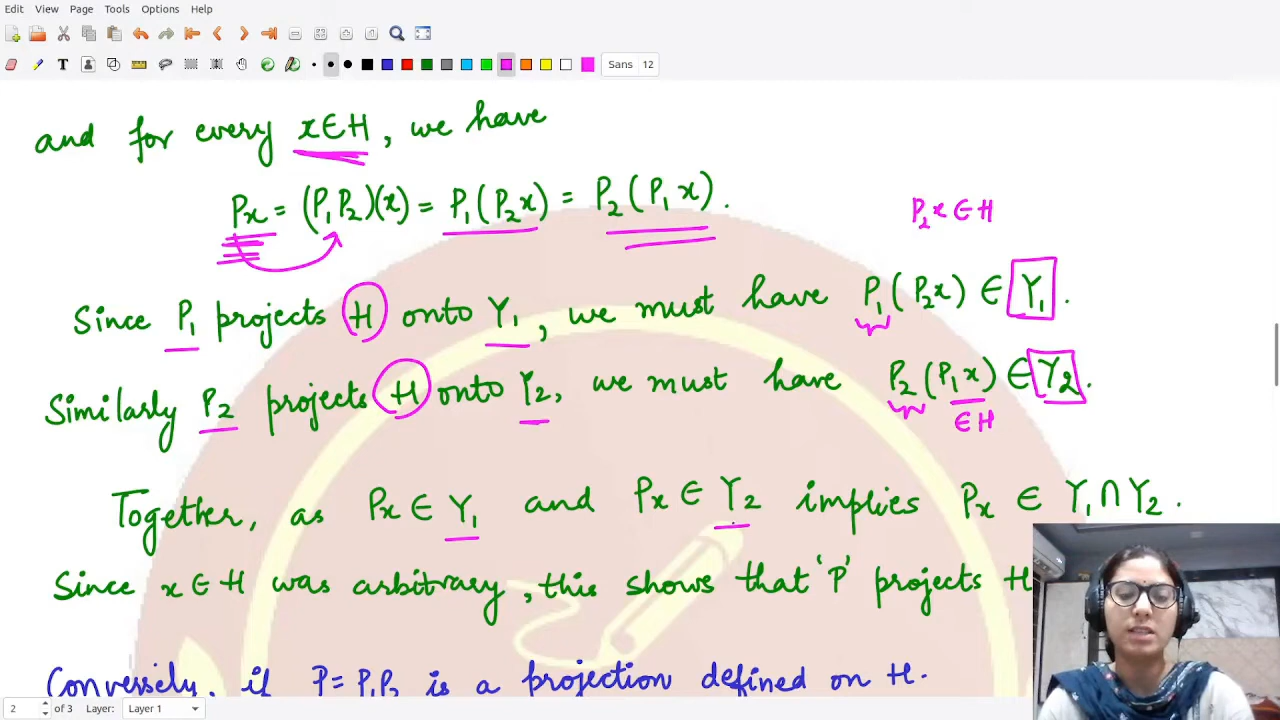 Edit View Page Tools Options Help
Sans 12
and for every x∈H, we have
Px = (P₁P₂)(x) = P₁(P₂x) = P₂(P₁x).
P₂x ∈ H
Since P₁ projects H onto Y₁, we must have P₁(P₂x) ∈ Y₁.
Similarly P₂ projects H onto Y₂, we must have P₂(P₁x) ∈ Y₂.
∈ H
Together, as Px ∈ Y₁ and Px ∈ Y₂ implies Px ∈ Y₁∩Y₂.
Since x∈H was arbitrary, this shows that 'P' projects H
Conversely, if P=P₁P₂ is a projection defined on H.
2 of 3 Layer: Layer 1